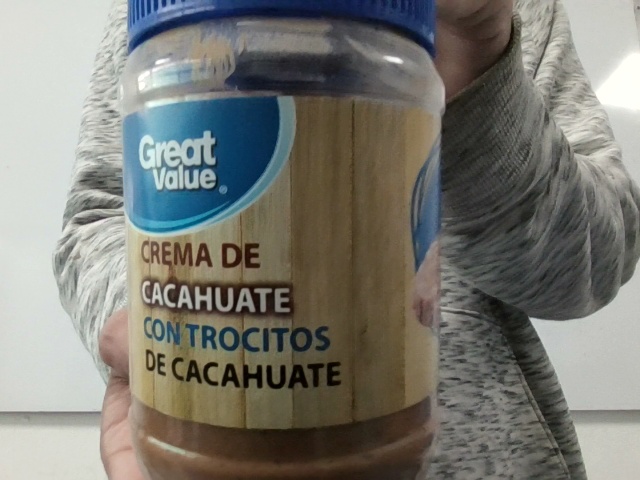 Great
Value®
CREMA DE
CACAHUATE
CON TROCITOS
DE CACAHUATE